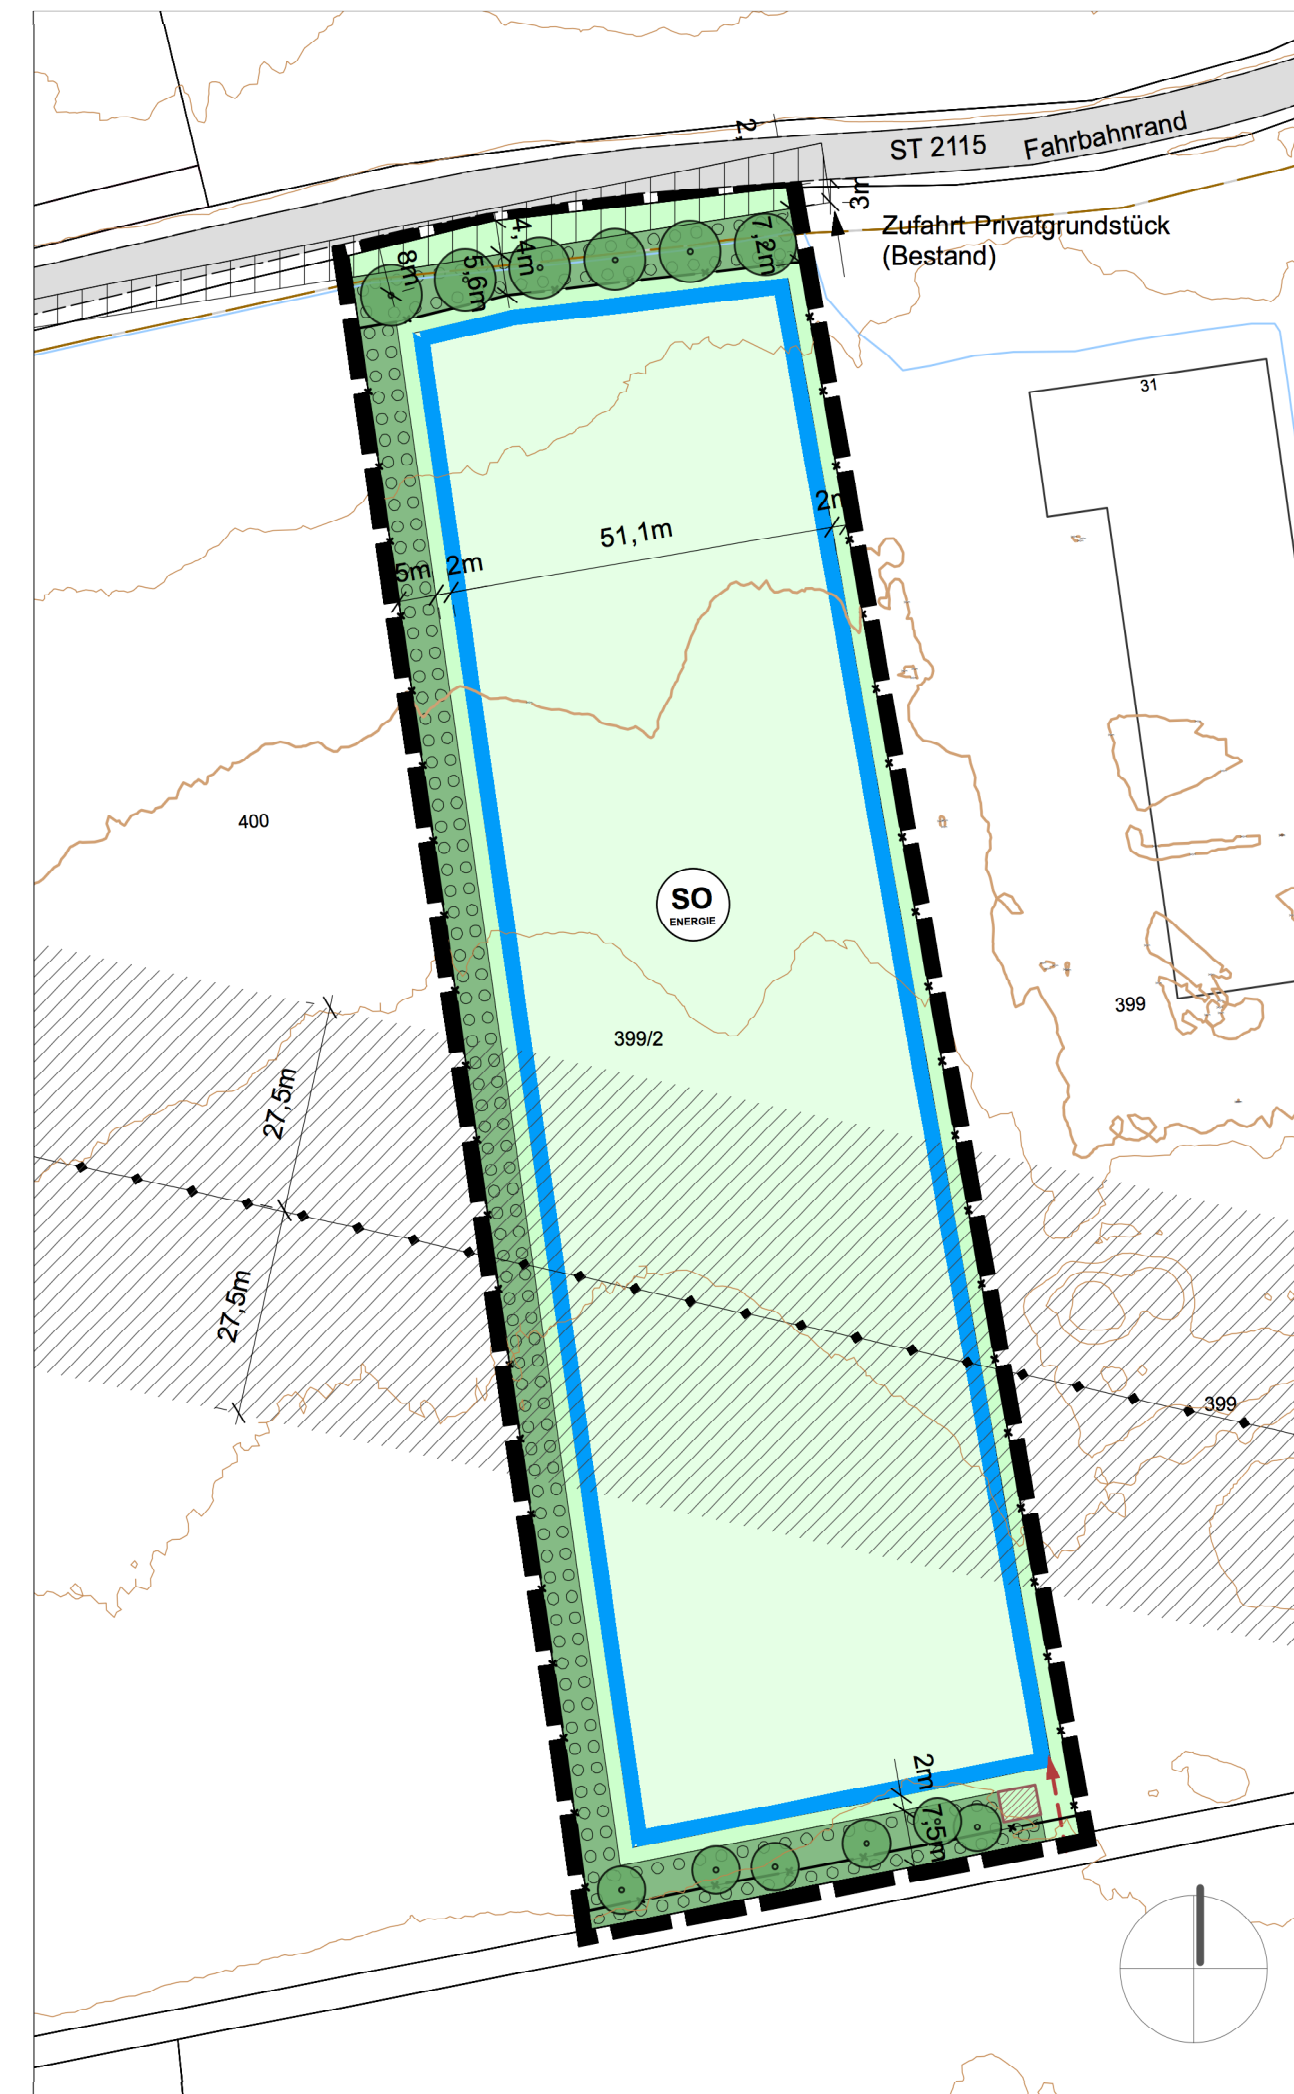 ST 2115
Fahrbahnrand
3m
Zufahrt Privatgrundstück
(Bestand)
8m
5,6m
4,4m
7,2m
31
2m
51,1m
5m
2m
400
SO
ENERGIE
399
399/2
27,5m
27,5m
399
2m
7,5m